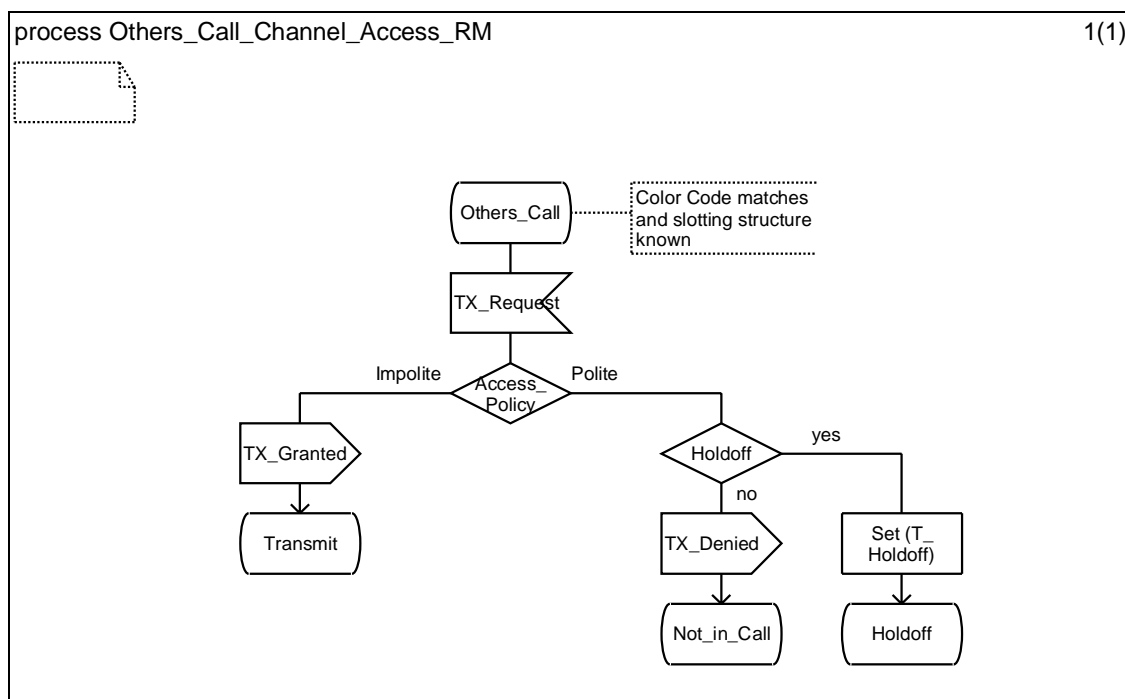 process Others_Call_Channel_Access_RM
1(1)
Others_Call
Color Code matches
and slotting structure
known
TX_Request
Impolite
Access_
Policy
Polite
TX_Granted
Holdoff
yes
no
Transmit
TX_Denied
Set (T_
Holdoff)
Not_in_Call
Holdoff